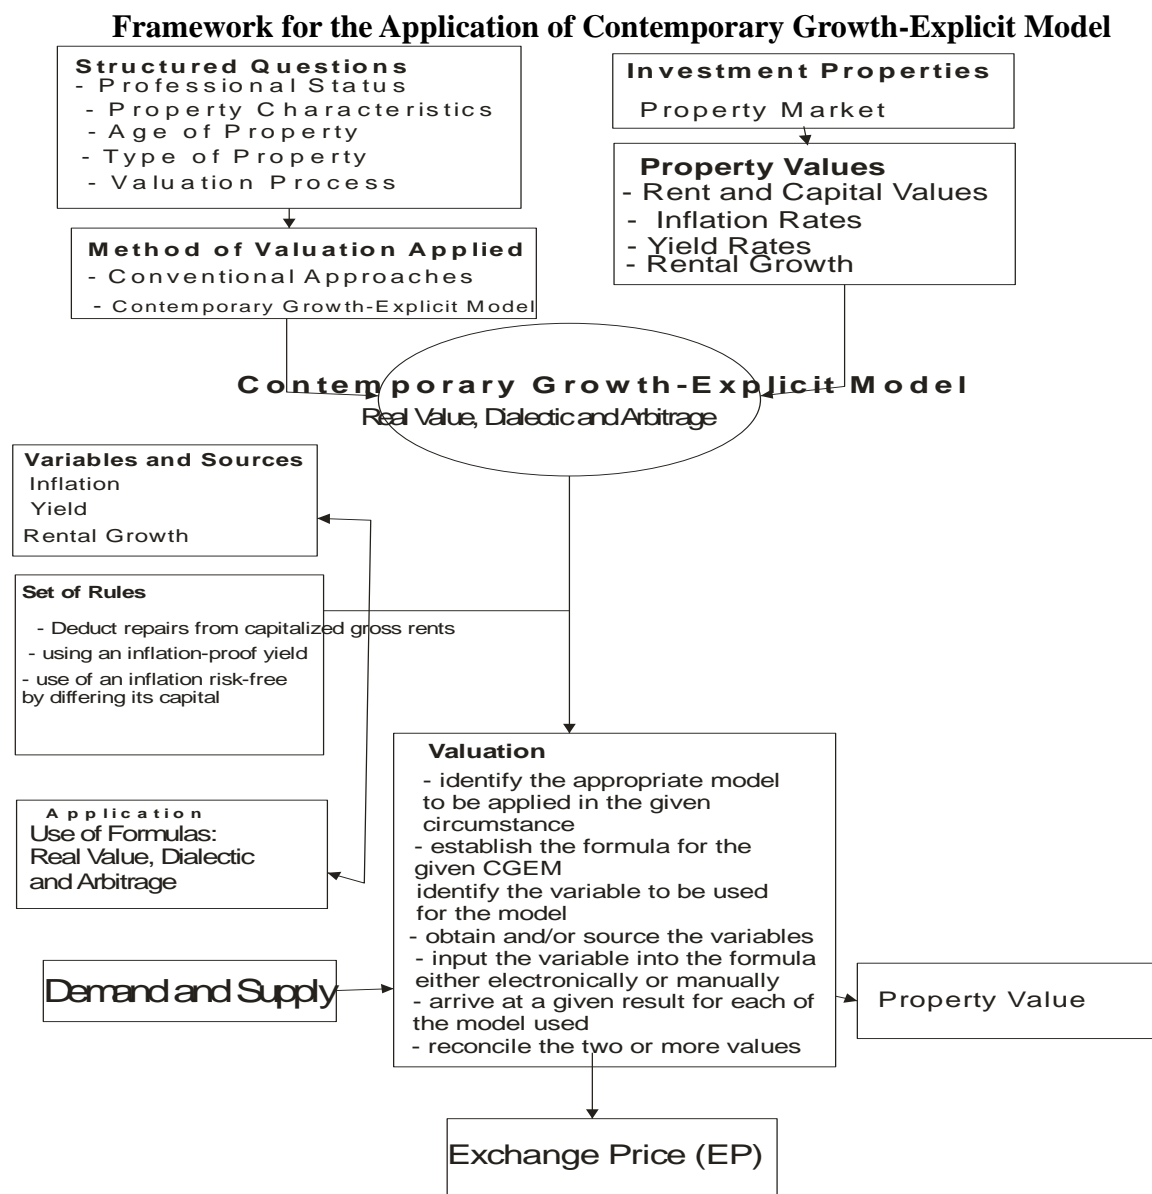 Framework for the Application of Contemporary Growth-Explicit Model
Structured Questions
- Professional Status
- Property Characteristics
- Age of Property
- Type of Property
- Valuation Process
Investment Properties
Property Market
Property Values
- Rent and Capital Values
- Inflation Rates
- Yield Rates
- Rental Growth
Method of Valuation Applied
- Conventional Approaches
- Contemporary Growth-Explicit Model
Contemporary Growth-Explicit Model
Real Value, Dialectic and Arbitrage
Variables and Sources
Inflation
Yield
Rental Growth
Set of Rules
- Deduct repairs from capitalized gross rents
- using an inflation-proof yield
- use of an inflation risk-free
by differing its capital
Application
Use of Formulas:
Real Value, Dialectic
and Arbitrage
Valuation
- identify the appropriate model
to be applied in the given
circumstance
- establish the formula for the
given CGEM
identify the variable to be used
for the model
- obtain and/or source the variables
- input the variable into the formula
either electronically or manually
- arrive at a given result for each of
the model used
- reconcile the two or more values
Demand and Supply
Property Value
Exchange Price (EP)